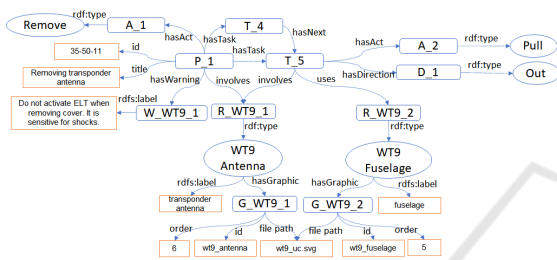 Remove
rdf:type
A_1
T_4
hasAct
hasTask
hasNext
hasAct
A_2
rdf:type
Pull
35-50-11
id
P_1
hasTask
T_5
Removing transponder
antenna
title
hasDirection
D_1
rdf:type
Out
hasWarning
involves
involves
uses
Do not activate ELT when
removing cover. It is
sensitive for shocks.
rdfs:label
W_WT9_1
R_WT9_1
R_WT9_2
rdf:type
rdf:type
WT9
Antenna
WT9
Fuselage
rdfs:label
hasGraphic
hasGraphic
rdfs:label
transponder
antenna
G_WT9_1
G_WT9_2
fuselage
order
id
file path
file path
id
order
6
wt9_antenna
wt9_uc.svg
wt9_fuselage
5